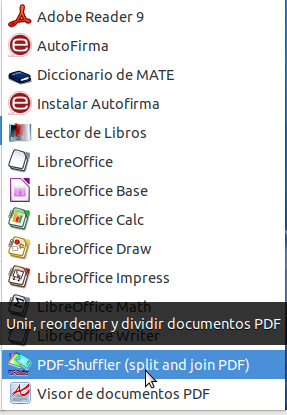 Adobe Reader 9
AutoFirma
Diccionario de MATE
Instalar Autofirma
Lector de Libros
LibreOffice
LibreOffice Base
LibreOffice Calc
LibreOffice Draw
LibreOffice Impress
LibreOffice Math
Unir, reordenar y dividir documentos PDF
LibreOffice Writer
PDF-Shuffler (split and join PDF)
Visor de documentos PDF